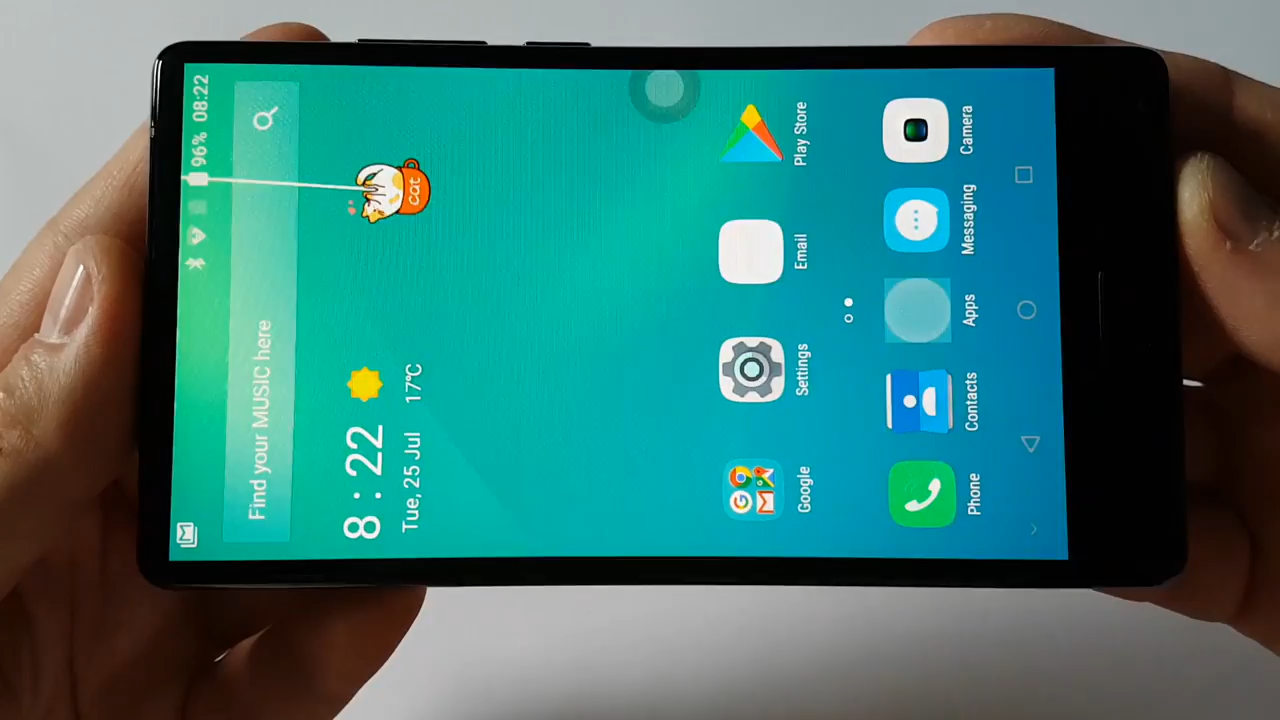 96% 08:22
Find your MUSIC here
cat
8:22
Tue, 25 Jul 17°C
Google Settings Email Play Store
Phone Contacts Apps Messaging Camera